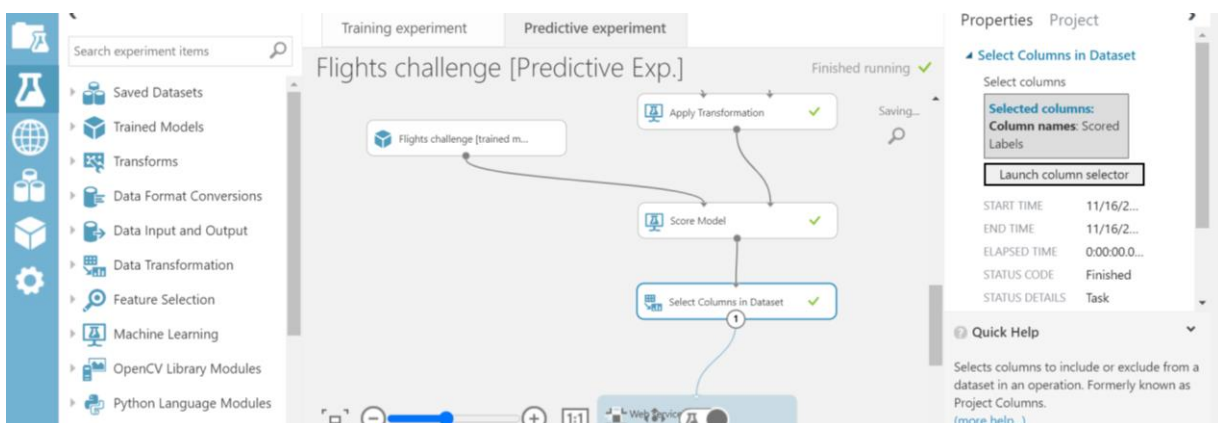 Training experiment
Predictive experiment
Search experiment items
Saved Datasets
Trained Models
Transforms
Data Format Conversions
Data Input and Output
Data Transformation
Feature Selection
Machine Learning
OpenCV Library Modules
Python Language Modules
Flights challenge [Predictive Exp.]
Finished running
Saving...
Apply Transformation
Flights challenge [trained m...
Score Model
Select Columns in Dataset
1
1:1
Web Service
Properties Project
Select Columns in Dataset
Select columns
Selected columns:
Column names: Scored
Labels
Launch column selector
START TIME 11/16/2...
END TIME 11/16/2...
ELAPSED TIME 0:00:00.0...
STATUS CODE Finished
STATUS DETAILS Task
Quick Help
Selects columns to include or exclude from a
dataset in an operation. Formerly known as
Project Columns.
(more help...)